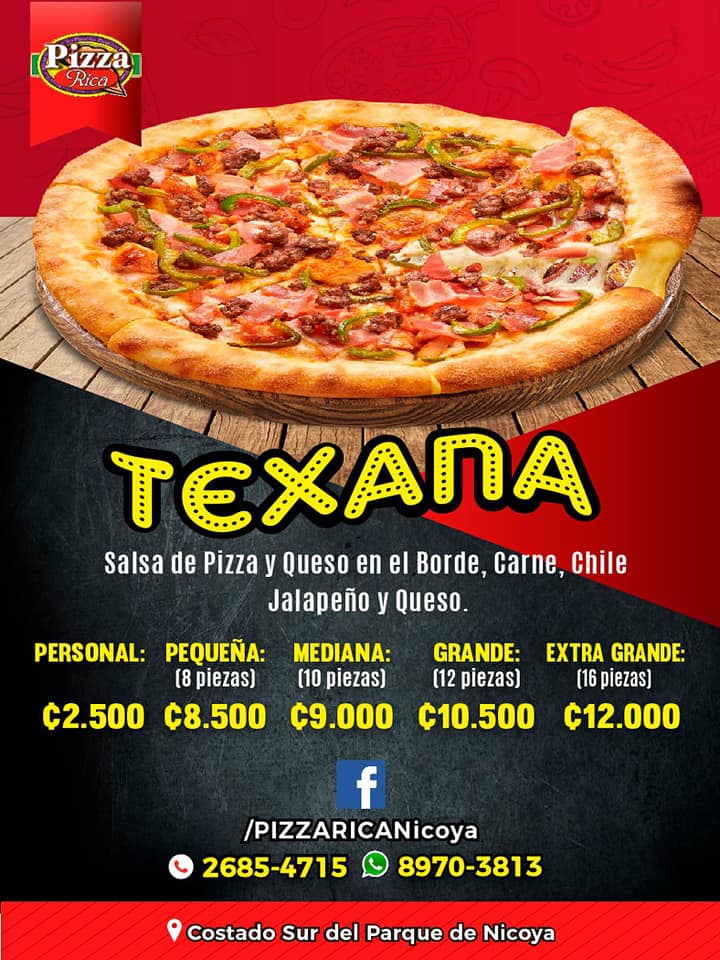 Pizza
Rica
TEXANA
Salsa de Pizza y Queso en el Borde, Carne, Chile
Jalapeño y Queso.
PERSONAL: PEQUEÑA: MEDIANA: GRANDE: EXTRA GRANDE:
(8 piezas) (10 piezas) (12 piezas) (16 piezas)
₡2.500 ₡8.500 ₡9.000 ₡10.500 ₡12.000
f
/PIZZARICANicoya
2685-4715 8970-3813
Costado Sur del Parque de Nicoya